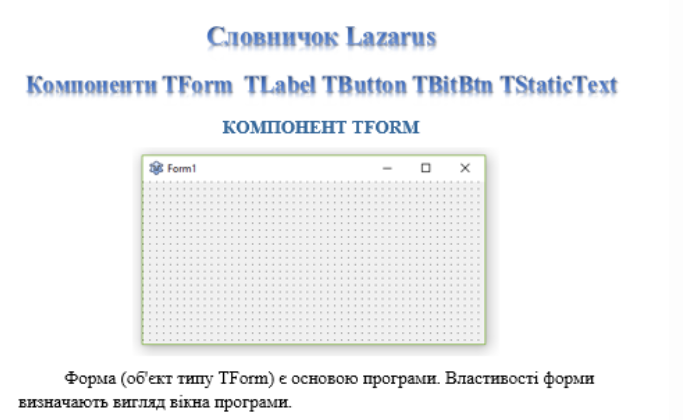 Словничок Lazarus
Компоненти TForm TLabel TButton TBitBtn TStaticText
КОМПОНЕНТ TFORM
Form1
Форма (об'єкт типу TForm) є основою програми. Властивості форми
визначають вигляд вікна програми.